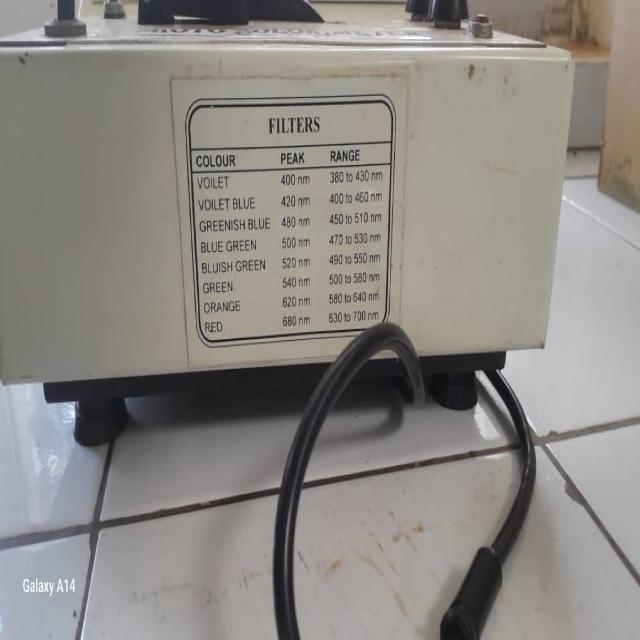 FILTERS
COLOUR PEAK RANGE
VOILET 400 nm 380 to 430 nm
VOILET BLUE 420 nm 400 to 460 nm
GREENISH BLUE 480 nm 450 to 510 nm
BLUE GREEN 500 nm 470 to 530 nm
BLUISH GREEN 520 nm 490 to 550 nm
GREEN 540 nm 500 to 580 nm
ORANGE 620 nm 580 to 640 nm
RED 680 nm 630 to 700 nm
Galaxy A14